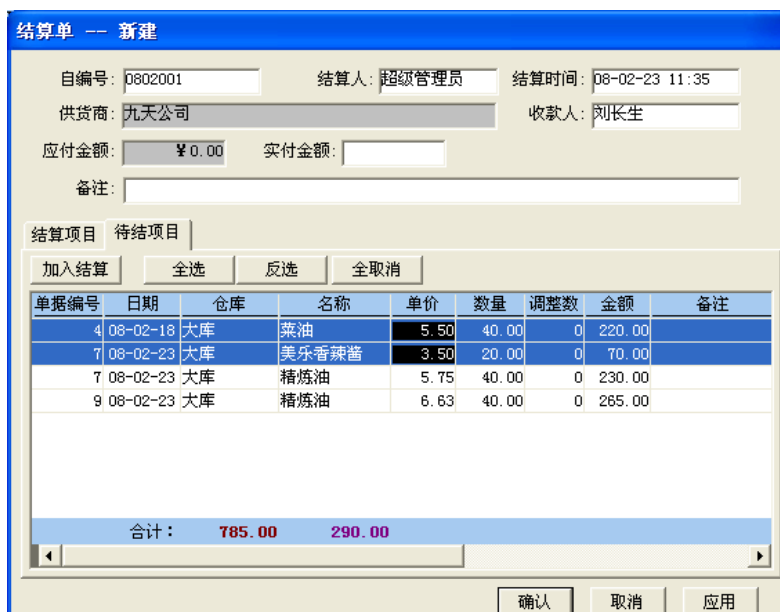 结算单 -- 新建
自编号: 0802001 结算人: 超级管理员 结算时间: 08-02-23 11:35
供货商: 九天公司 收款人: 刘长生
应付金额: ¥0.00 实付金额:
备注:
结算项目 待结项目
加入结算 全选 反选 全取消
单据编号 日期 仓库 名称 单价 数量 调整数 金额 备注
4 08-02-18 大库 菜油 5.50 40.00 0 220.00
7 08-02-23 大库 美乐香辣酱 3.50 20.00 0 70.00
7 08-02-23 大库 精炼油 5.75 40.00 0 230.00
9 08-02-23 大库 精炼油 6.63 40.00 0 265.00
合计: 785.00 290.00
确认 取消 应用